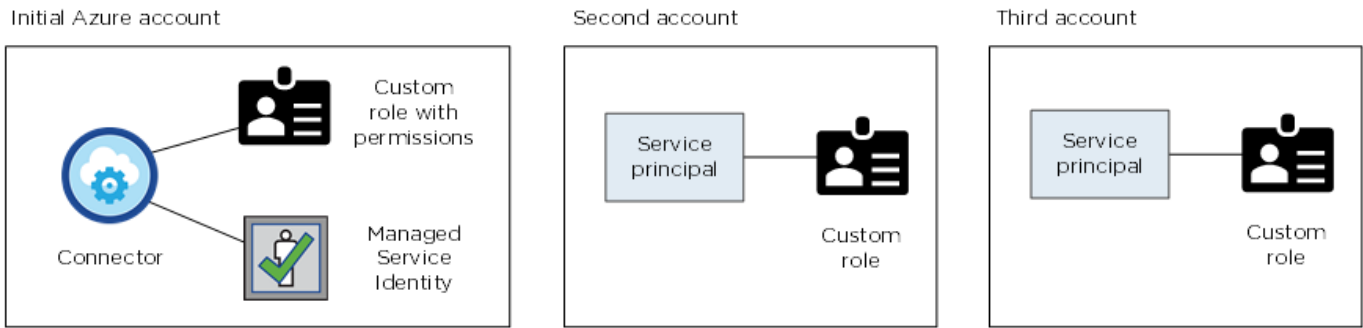 Initial Azure account
Custom
role with
permissions
Connector
Managed
Service
Identity
Second account
Service
principal
Custom
role
Third account
Service
principal
Custom
role